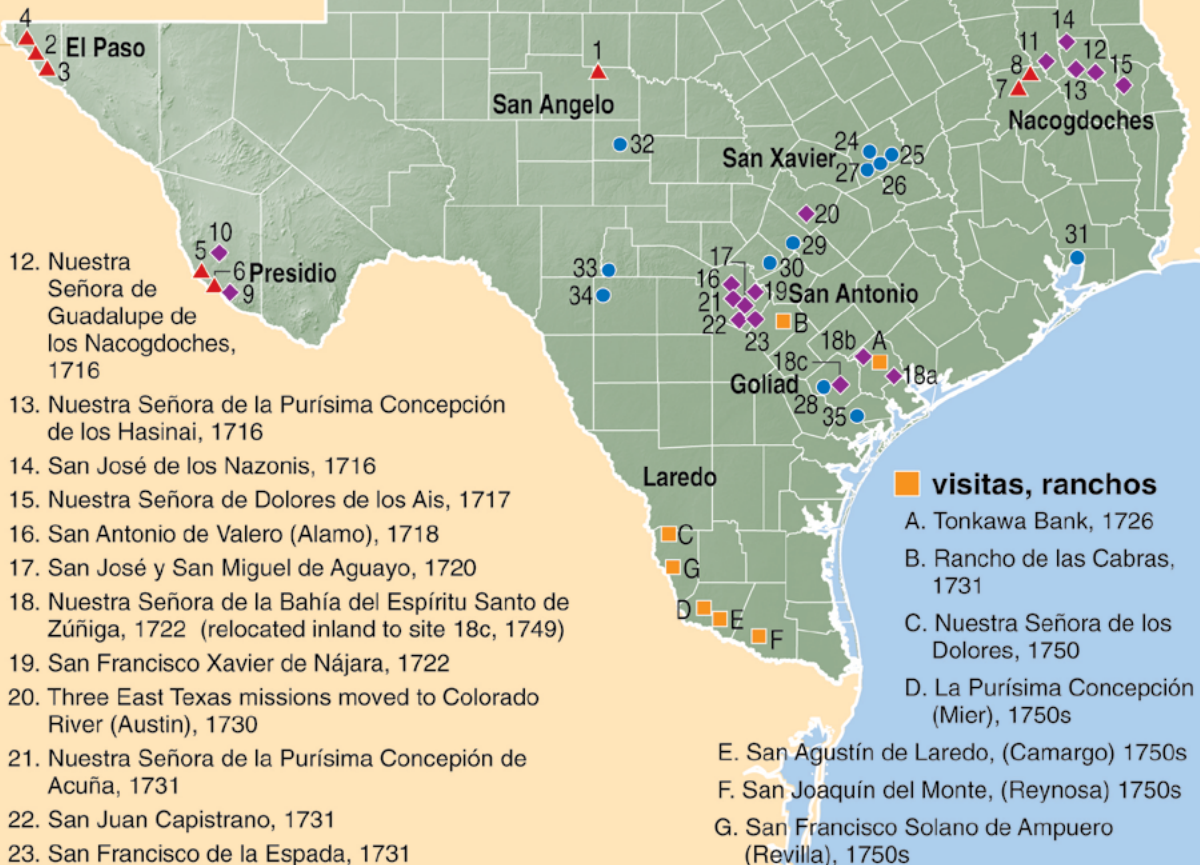 4
2
El Paso
3
1
San Angelo
14
11
12
8
15
7
13
Nacogdoches
32
24
San Xavier
25
27
26
20
29
31
10
5
6
Presidio
9
17
30
33
16
19
San Antonio
34
21
22
23
B
18b
A
18c
18a
Goliad
28
35
Laredo
C
G
D
E
F
12. Nuestra
Señora de
Guadalupe de
los Nacogdoches,
1716
13. Nuestra Señora de la Purísima Concepción
de los Hasinai, 1716
14. San José de los Nazonis, 1716
15. Nuestra Señora de Dolores de los Ais, 1717
16. San Antonio de Valero (Alamo), 1718
17. San José y San Miguel de Aguayo, 1720
18. Nuestra Señora de la Bahía del Espíritu Santo de
Zúñiga, 1722 (relocated inland to site 18c, 1749)
19. San Francisco Xavier de Nájara, 1722
20. Three East Texas missions moved to Colorado
River (Austin), 1730
21. Nuestra Señora de la Purísima Concepión de
Acuña, 1731
22. San Juan Capistrano, 1731
23. San Francisco de la Espada, 1731
visitas, ranchos
A. Tonkawa Bank, 1726
B. Rancho de las Cabras,
1731
C. Nuestra Señora de los
Dolores, 1750
D. La Purísima Concepción
(Mier), 1750s
E. San Agustín de Laredo, (Camargo) 1750s
F. San Joaquín del Monte, (Reynosa) 1750s
G. San Francisco Solano de Ampuero
(Revilla), 1750s